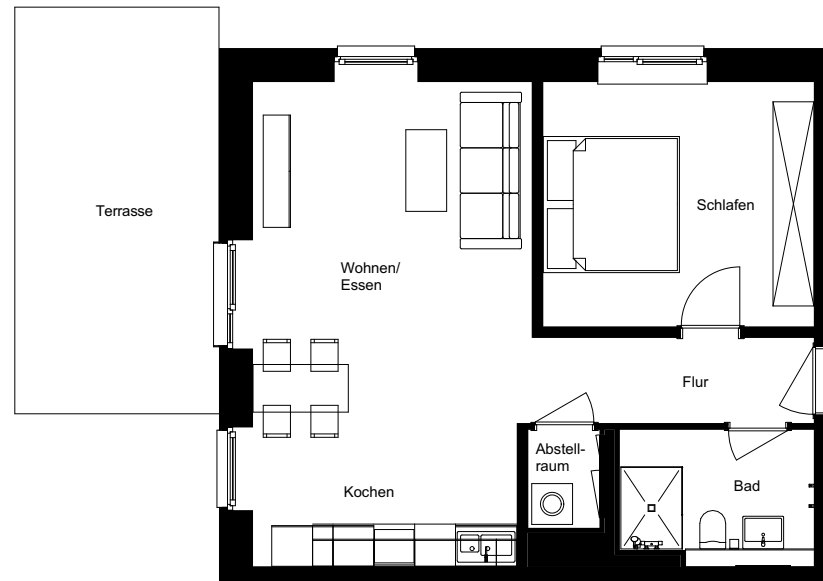 Terrasse
Schlafen
Wohnen/
Essen
Flur
Abstell-
raum
Bad
Kochen